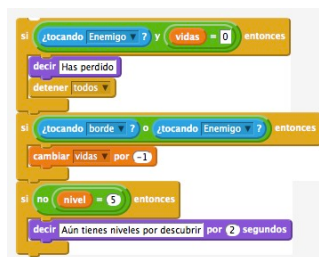 si ¿tocando Enemigo ? y vidas = 0 entonces
decir Has perdido
detener todos
si ¿tocando borde ? o ¿tocando Enemigo ? entonces
cambiar vidas por -1
si no nivel = 5 entonces
decir Aún tienes niveles por descubrir por 2 segundos